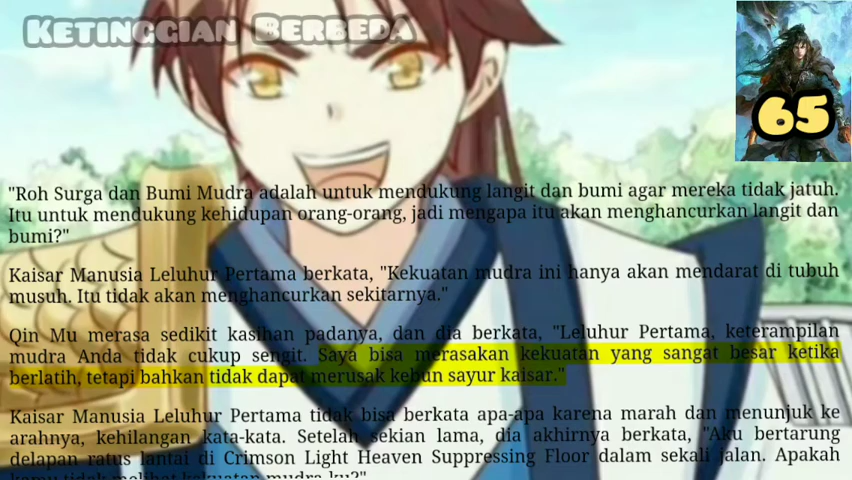 Ketinggian Berbeda
65
"Roh Surga dan Bumi Mudra adalah untuk mendukung langit dan bumi agar mereka tidak jatuh.
Itu untuk mendukung kehidupan orang-orang, jadi mengapa itu akan menghancurkan langit dan
bumi?"
Kaisar Manusia Leluhur Pertama berkata, "Kekuatan mudra ini hanya akan mendarat di tubuh
musuh. Itu tidak akan menghancurkan sekitarnya."
Qin Mu merasa sedikit kasihan padanya, dan dia berkata, "Leluhur Pertama, keterampilan
mudra Anda tidak cukup sengit. Saya bisa merasakan kekuatan yang sangat besar ketika
berlatih, tetapi bahkan tidak dapat merusak kebun sayur kaisar."
Kaisar Manusia Leluhur Pertama tidak bisa berkata apa-apa karena marah dan menunjuk ke
arahnya, kehilangan kata-kata. Setelah sekian lama, dia akhirnya berkata, "Aku bertarung
delapan ratus lantai di Crimson Light Heaven Suppressing Floor dalam sekali jalan. Apakah
kamu tidak melihat kekuatan mudra ku?"